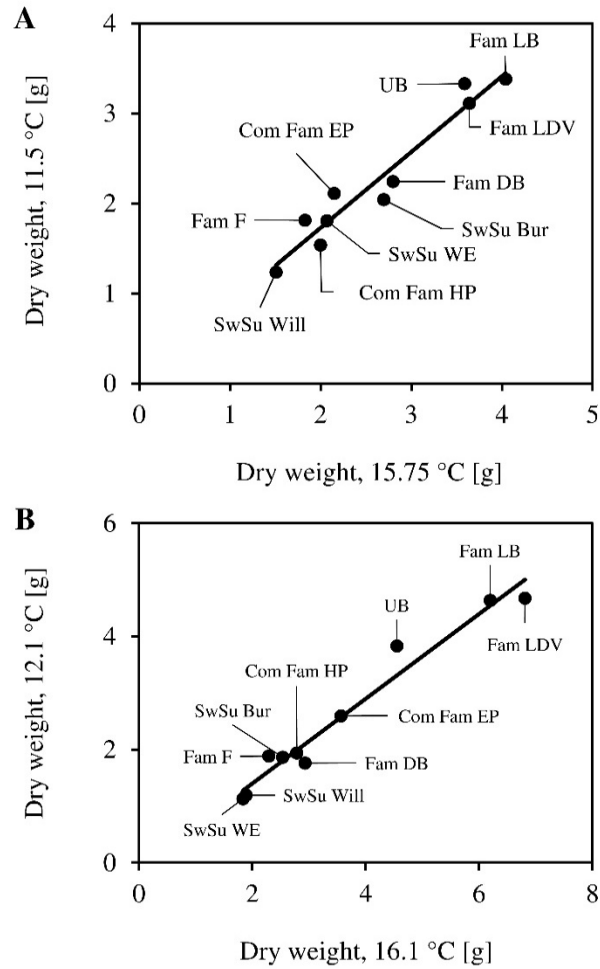 A
4
Fam LB
UB
3
Fam LDV
Com Fam EP
Fam DB
2
Fam F
SwSu Bur
SwSu WE
1
Com Fam HP
SwSu Will
0
0 1 2 3 4 5
Dry weight, 11.5 °C [g]
Dry weight, 15.75 °C [g]
B
6
Fam LB
UB
4
Fam LDV
Com Fam HP
SwSu Bur
Com Fam EP
2
Fam F
Fam DB
SwSu Will
SwSu WE
0
0 2 4 6 8
Dry weight, 12.1 °C [g]
Dry weight, 16.1 °C [g]